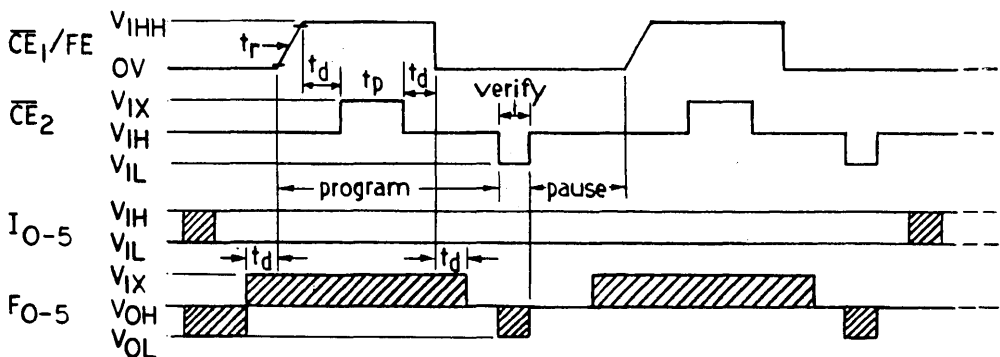 CE1/FE
VIHH
tr
OV
td
tp
td
CE2
VIX
VIH
VIL
verify
program
pause
IO-5
VIH
VIL
td
td
FO-5
VIX
VOH
VOL